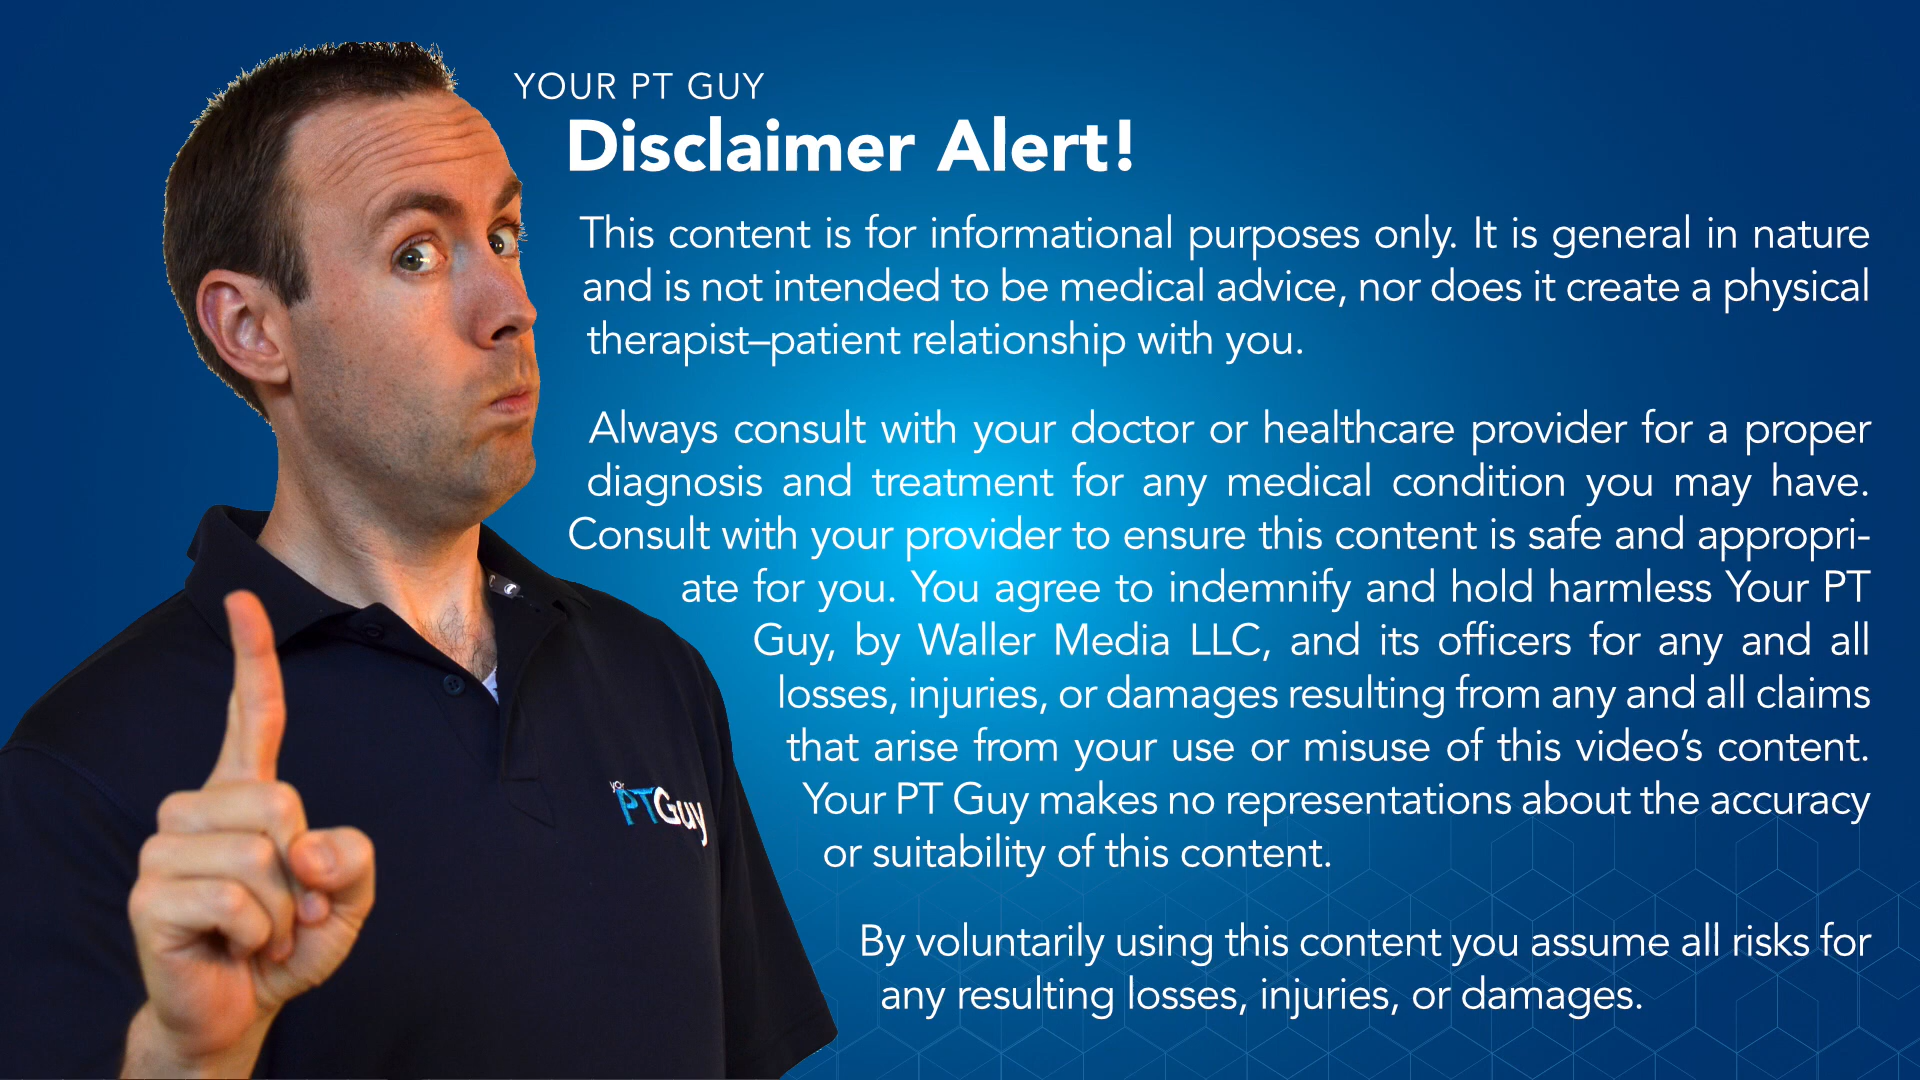 YOUR PT GUY
Disclaimer Alert!
This content is for informational purposes only. It is general in nature
and is not intended to be medical advice, nor does it create a physical
therapist–patient relationship with you.
Always consult with your doctor or healthcare provider for a proper
diagnosis and treatment for any medical condition you may have.
Consult with your provider to ensure this content is safe and appropri-
ate for you. You agree to indemnify and hold harmless Your PT
Guy, by Waller Media LLC, and its officers for any and all
losses, injuries, or damages resulting from any and all claims
that arise from your use or misuse of this video’s content.
Your PT Guy makes no representations about the accuracy
or suitability of this content.
By voluntarily using this content you assume all risks for
any resulting losses, injuries, or damages.
your
PTGuy